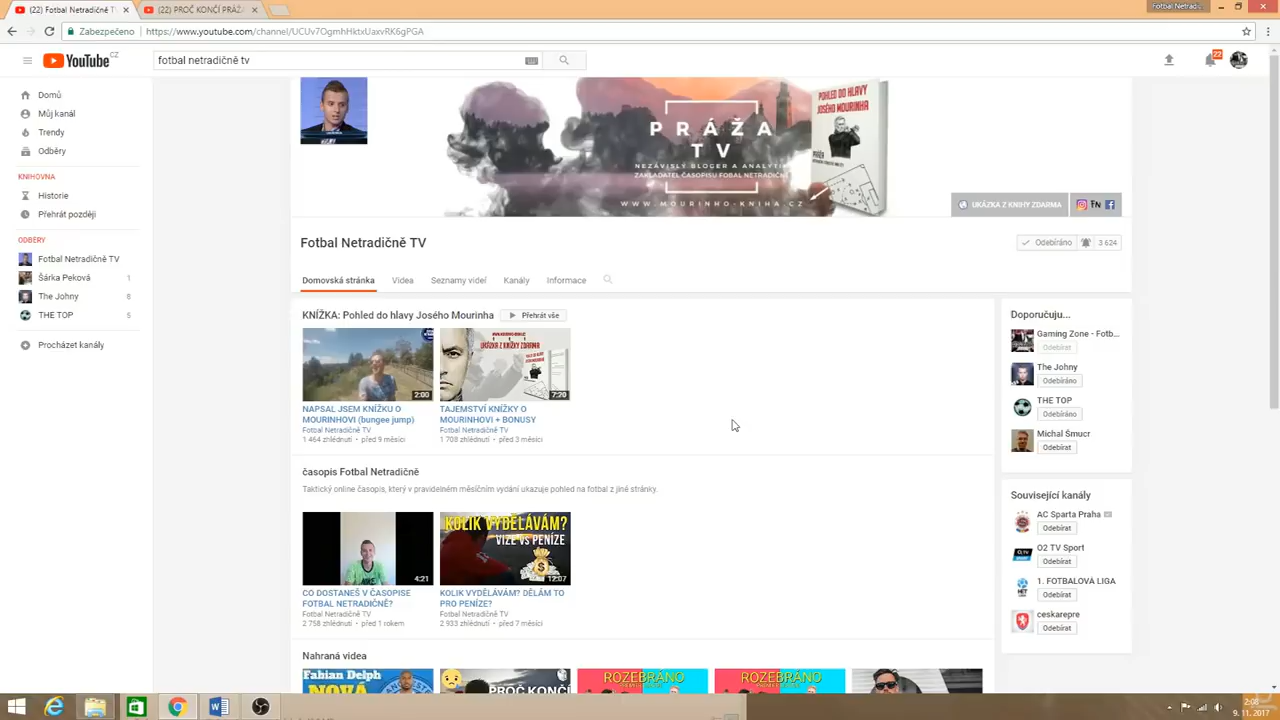 (22) Fotbal Netradičně T
(22) PROČ KONČÍ PRÁŽ
Fotbal Netradič
Zabezpečeno
https://www.youtube.com/channel/UCUv7OgmhHktxUaxvRK6gPGA
YouTube CZ
fotbal netradičně tv
22
Domů
Můj kanál
Trendy
Odběry
KNIHOVNA
Historie
Přehrát později
ODBĚRY
Fotbal Netradičně TV
Šárka Peková 1
The Johny 8
THE TOP 5
Procházet kanály
PRÁŽA
TV
NEZÁVISLÝ BLOGER A ANALYTIK
ZAKLADATEL ČASOPISU FOBAL NETRADIČNĚ
WWW.MOURINHO-KNIHA.CZ
POHLED DO HLAVY
JOSÉHO MOURINHA
UKÁZKA Z KNIHY ZDARMA
Fotbal Netradičně TV
Odebíráno 3 624
Domovská stránka
Videa
Seznamy videí
Kanály
Informace
KNÍŽKA: Pohled do hlavy Josého Mourinha
Přehrát vše
2:00
7:20
NAPSAL JSEM KNÍŽKU O
MOURINHOVI (bungee jump)
Fotbal Netradičně TV
1 464 zhlédnutí • před 9 měsíci
TAJEMSTVÍ KNÍŽKY O
MOURINHOVI + BONUSY
Fotbal Netradičně TV
1 708 zhlédnutí • před 3 měsíci
časopis Fotbal Netradičně
Taktický online časopis, který v pravidelném měsíčním vydání ukazuje pohled na fotbal z jiné stránky.
4:21
KOLIK VYDĚLÁVÁM?
VIZE VS PENÍZE
12:07
CO DOSTANEŠ V ČASOPISE
FOTBAL NETRADIČNĚ?
Fotbal Netradičně TV
2 758 zhlédnutí • před 1 rokem
KOLIK VYDĚLÁVÁM? DĚLÁM TO
PRO PENÍZE?
Fotbal Netradičně TV
2 933 zhlédnutí • před 7 měsíci
Nahraná videa
Fabian Delph
NOVÁ
PROČ KONČÍ
ROZEBRÁNO
ROZEBRÁNO
Doporučuju...
Gaming Zone - Fotb...
Odebírat
The Johny
Odebíráno
THE TOP
Odebíráno
Michal Šmucr
Odebírat
Související kanály
AC Sparta Praha
Odebírat
O2 TV Sport
Odebírat
1. FOTBALOVÁ LIGA
Odebírat
ceskarepre
Odebírat
2:08
9. 11. 2017